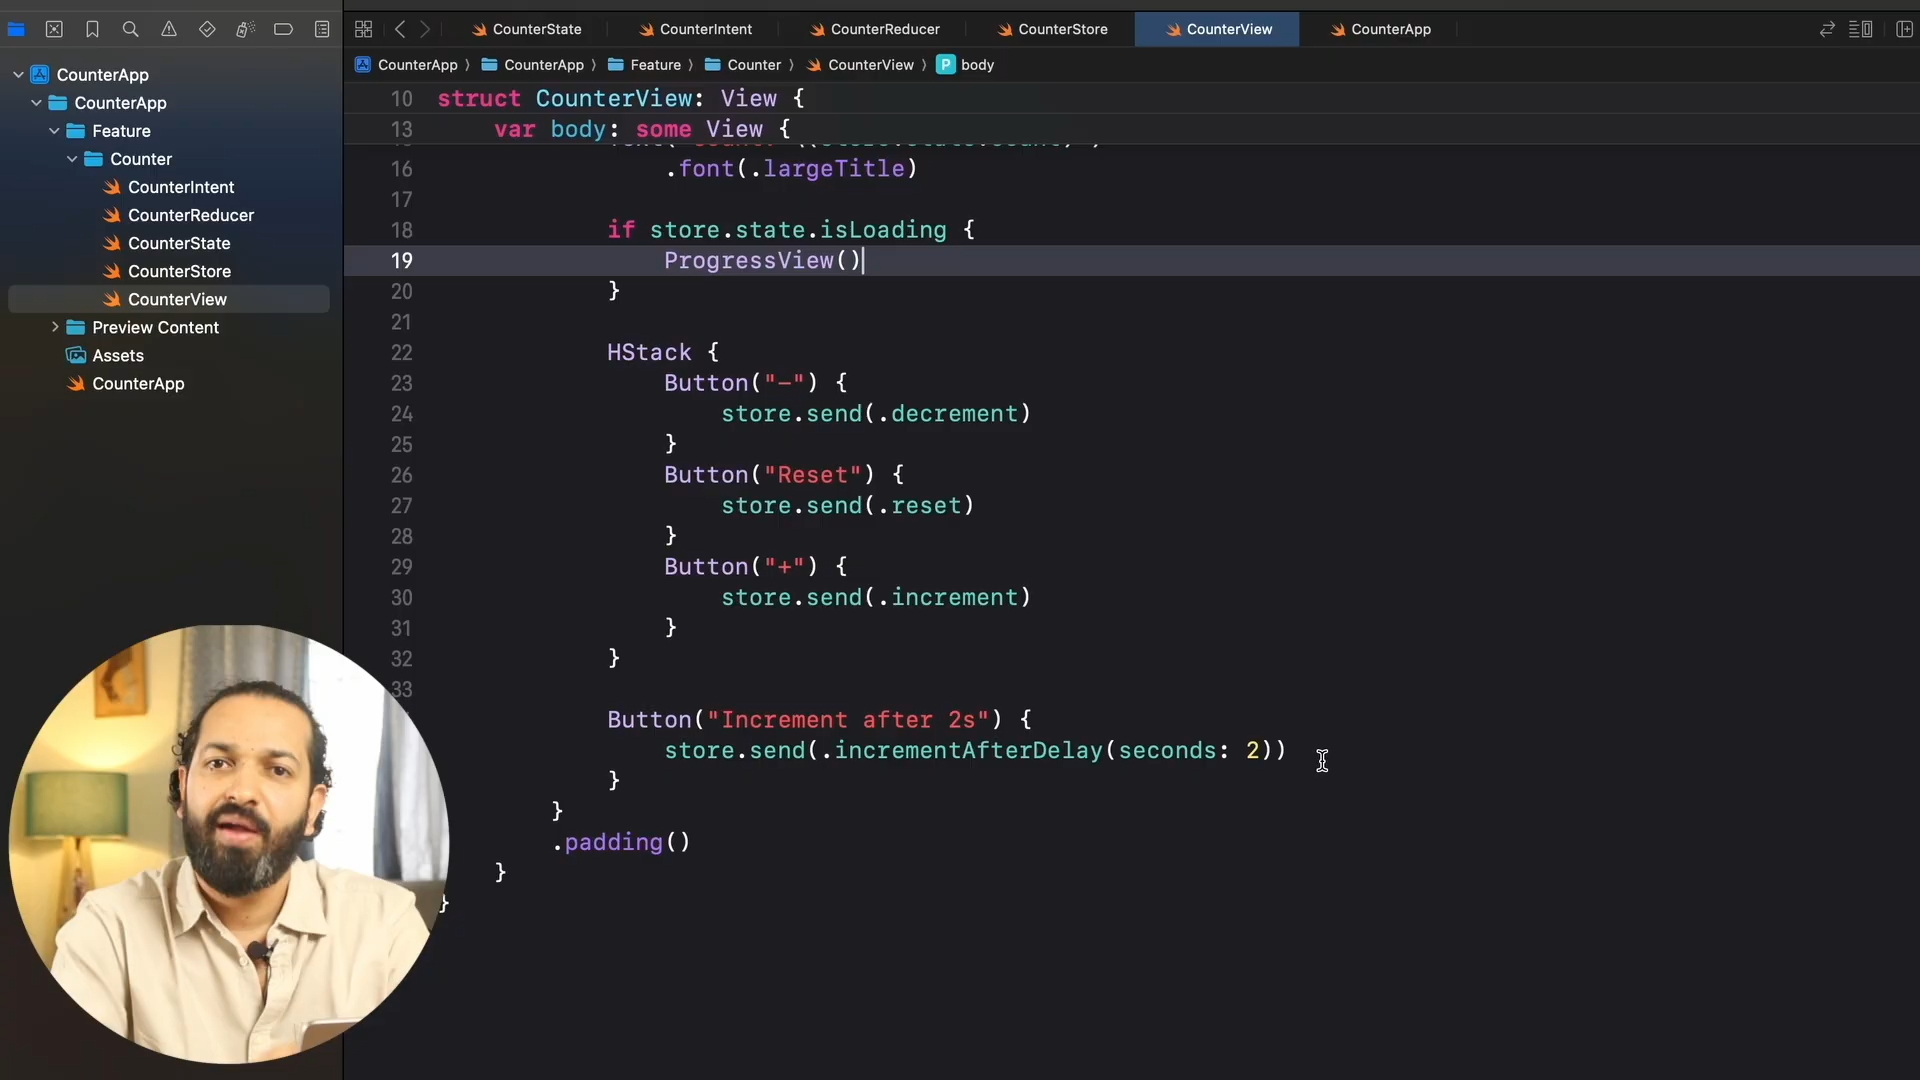 CounterState
CounterIntent
CounterReducer
CounterStore
CounterView
CounterApp
CounterApp
CounterApp
Feature
Counter
CounterIntent
CounterReducer
CounterState
CounterStore
CounterView
Preview Content
Assets
CounterApp
CounterApp 〉 CounterApp 〉 Feature 〉 Counter 〉 CounterView 〉 P body
10 struct CounterView: View {
13 var body: some View {
16 .font(.largeTitle)
17
18 if store.state.isLoading {
19 ProgressView()
20 }
21
22 HStack {
23 Button("-") {
24 store.send(.decrement)
25 }
26 Button("Reset") {
27 store.send(.reset)
28 }
29 Button("+") {
30 store.send(.increment)
31 }
32 }
33
Button("Increment after 2s") {
store.send(.incrementAfterDelay(seconds: 2))
}
}
.padding()
}
}